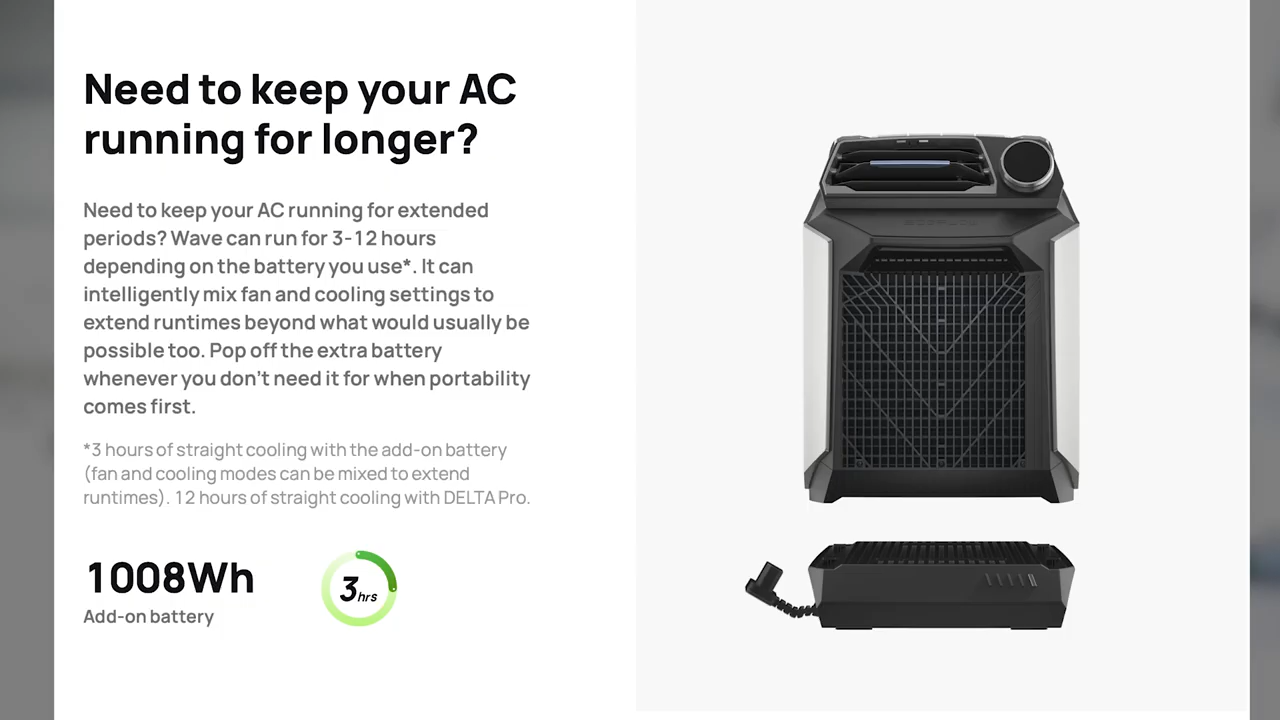 Need to keep your AC
running for longer?
Need to keep your AC running for extended
periods? Wave can run for 3-12 hours
depending on the battery you use*. It can
intelligently mix fan and cooling settings to
extend runtimes beyond what would usually be
possible too. Pop off the extra battery
whenever you don’t need it for when portability
comes first.
*3 hours of straight cooling with the add-on battery
(fan and cooling modes can be mixed to extend
runtimes). 12 hours of straight cooling with DELTA Pro.
1008Wh
3hrs
Add-on battery